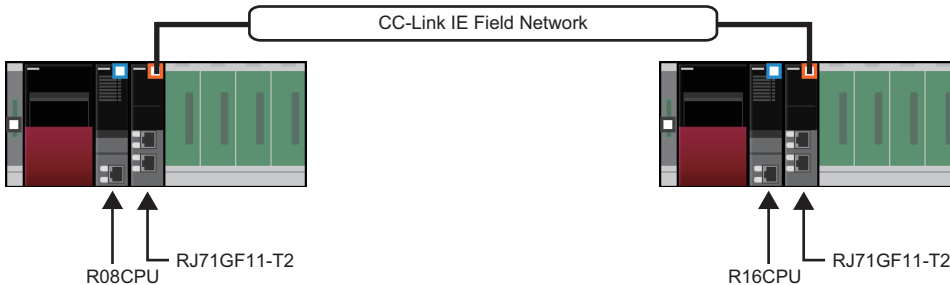 CC-Link IE Field Network
RJ71GF11-T2
R08CPU
RJ71GF11-T2
R16CPU